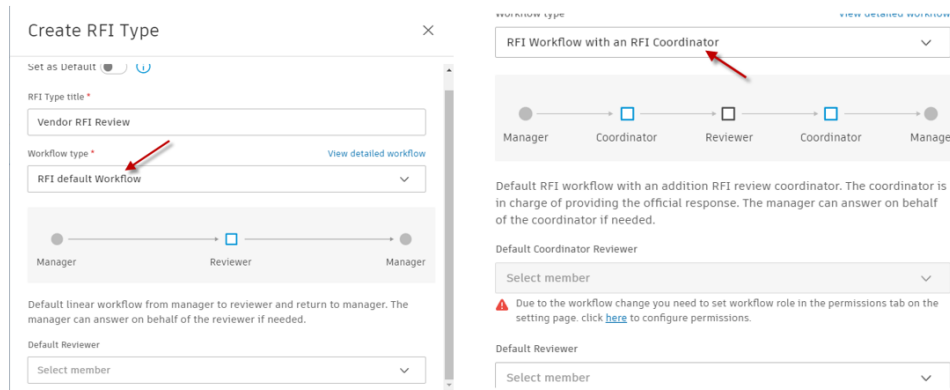 Create RFI Type
Set as Default
RFI Type title *
Vendor RFI Review
Workflow type *
View detailed workflow
RFI default Workflow
Manager
Reviewer
Manager
Default linear workflow from manager to reviewer and return to manager. The
manager can answer on behalf of the reviewer if needed.
Default Reviewer
Select member
Workflow type
View detailed workflow
RFI Workflow with an RFI Coordinator
Manager
Coordinator
Reviewer
Coordinator
Manage
Default RFI workflow with an addition RFI review coordinator. The coordinator is
in charge of providing the official response. The manager can answer on behalf
of the coordinator if needed.
Default Coordinator Reviewer
Select member
Due to the workflow change you need to set workflow role in the permissions tab on the
setting page. click here to configure permissions.
Default Reviewer
Select member